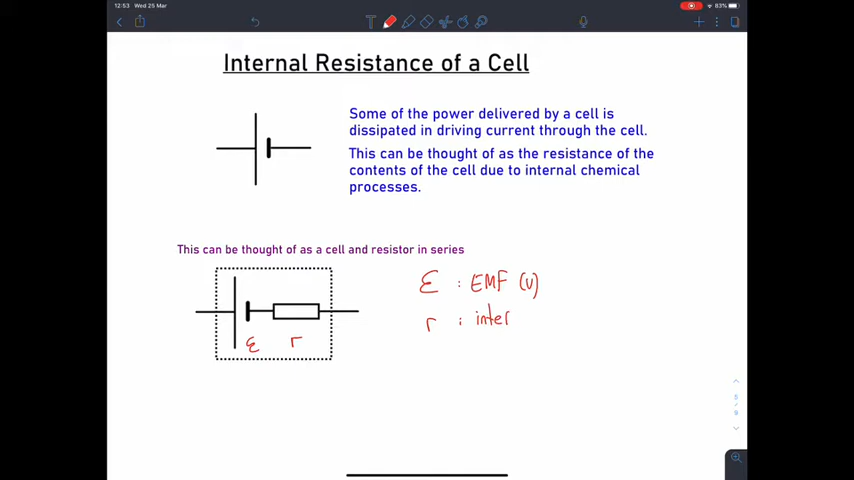 12:53 Wed 25 Mar
83%
Internal Resistance of a Cell
Some of the power delivered by a cell is
dissipated in driving current through the cell.
This can be thought of as the resistance of the
contents of the cell due to internal chemical
processes.
This can be thought of as a cell and resistor in series
ε : EMF (V)
r : inter
ε r
5
/
9